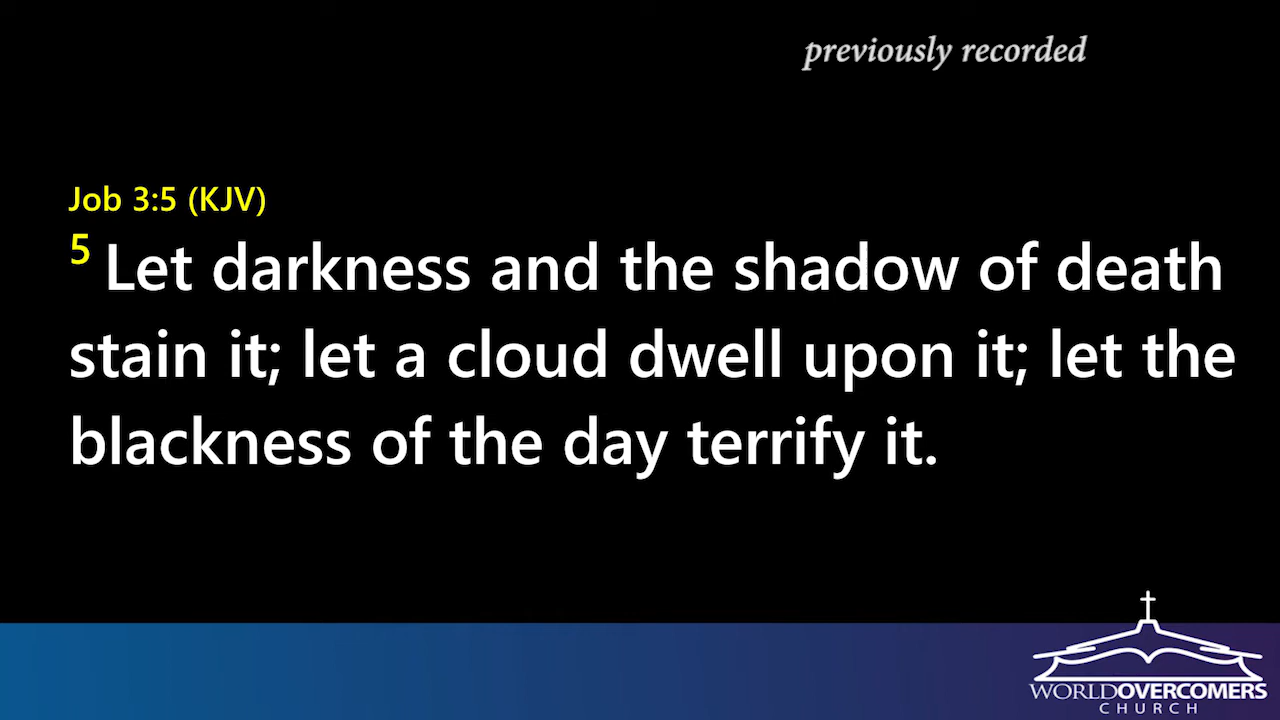 previously recorded
Job 3:5 (KJV)
5 Let darkness and the shadow of death
stain it; let a cloud dwell upon it; let the
blackness of the day terrify it.
WORLDOVERCOMERS
CHURCH